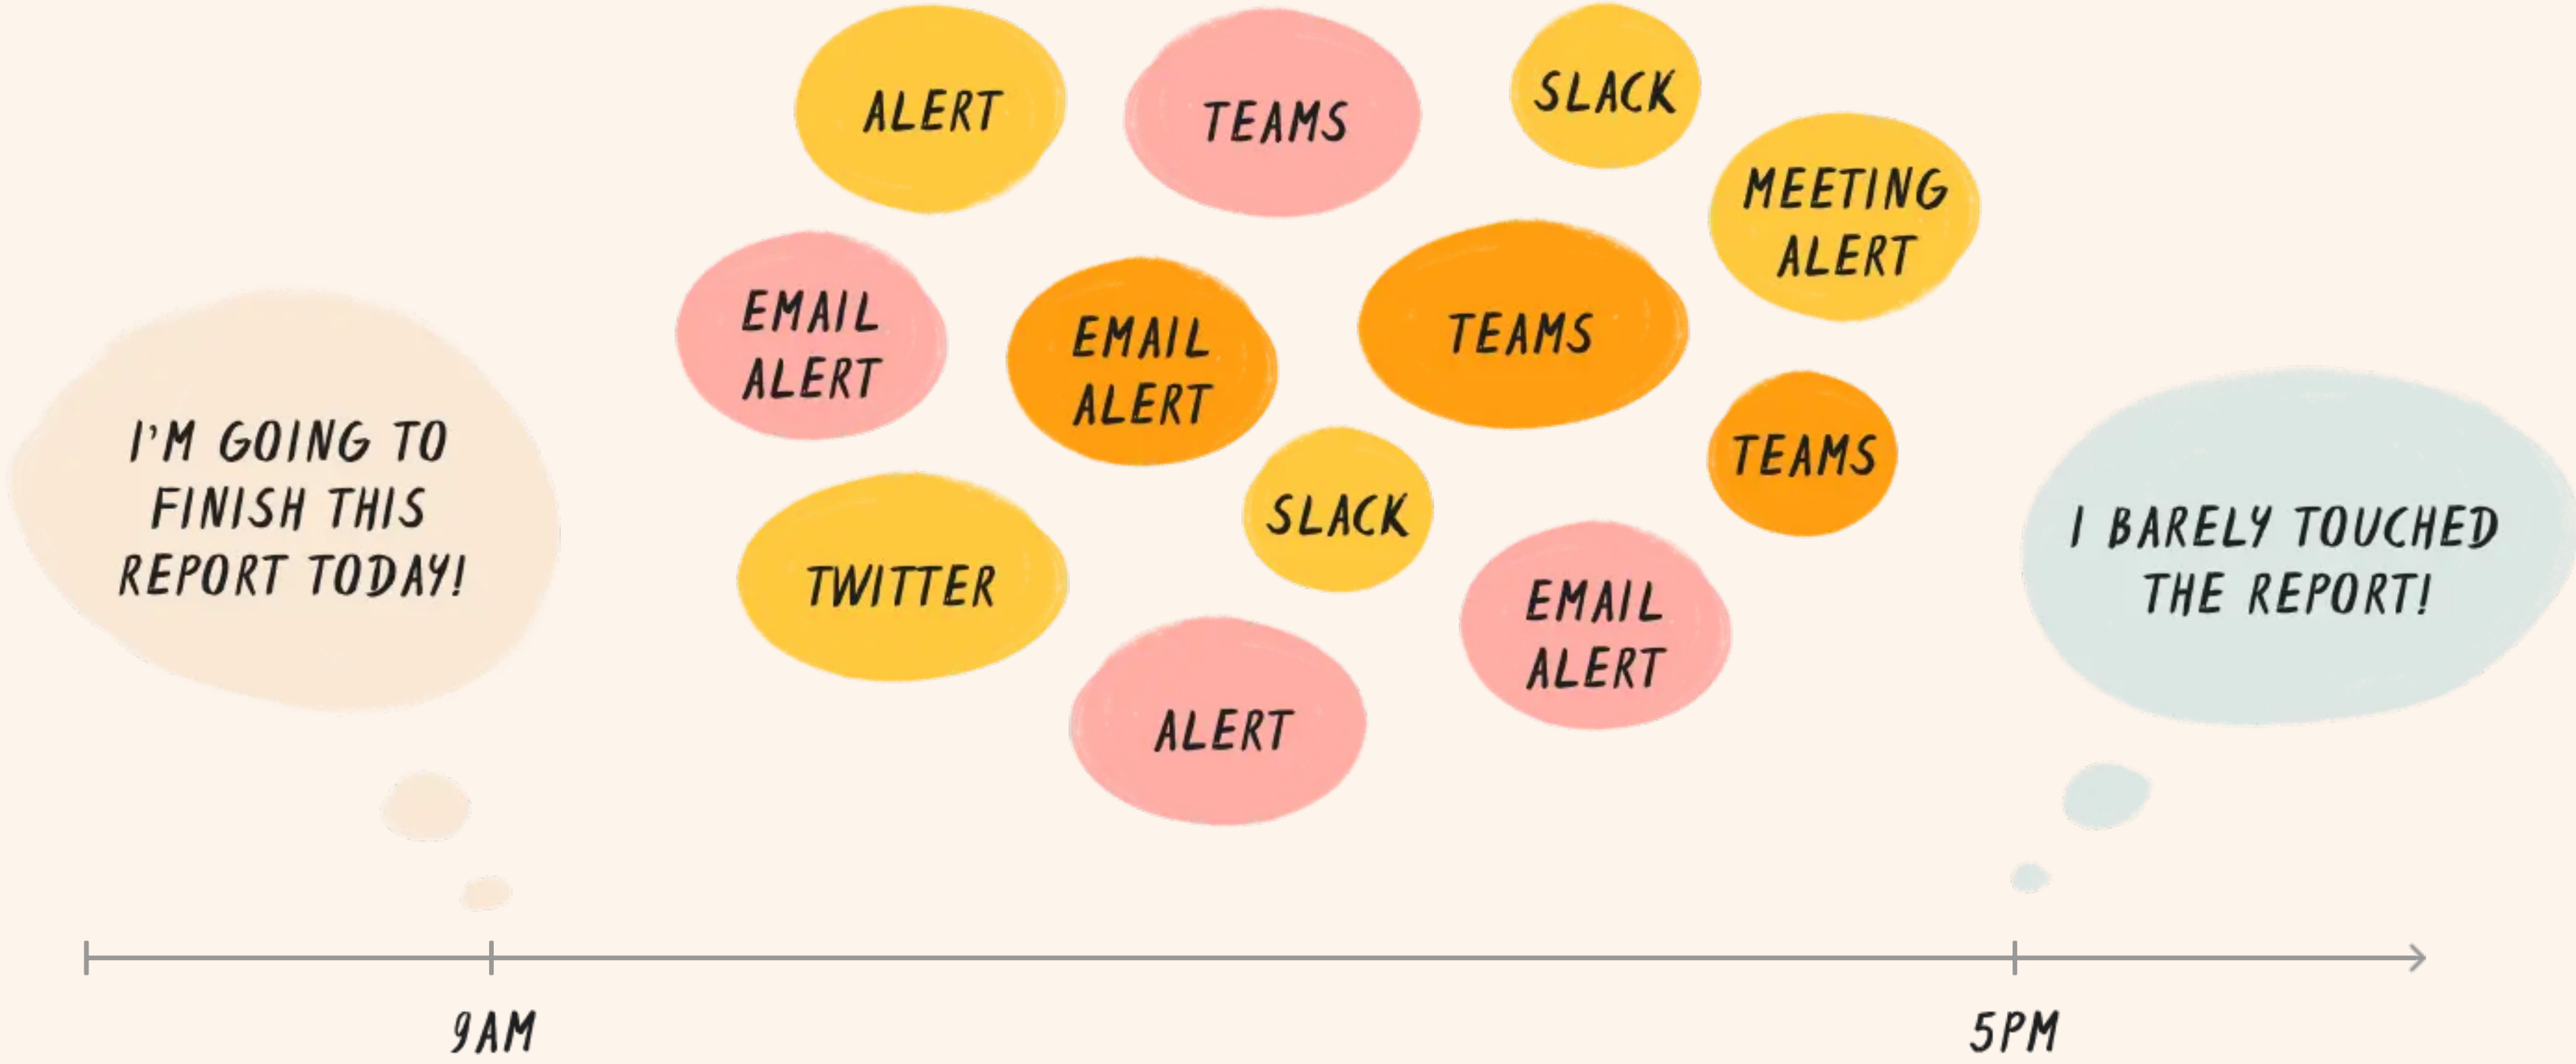 I'M GOING TO
FINISH THIS
REPORT TODAY!
ALERT
TEAMS
SLACK
MEETING
ALERT
EMAIL
ALERT
EMAIL
ALERT
TEAMS
TEAMS
TWITTER
SLACK
EMAIL
ALERT
ALERT
I BARELY TOUCHED
THE REPORT!
9AM
5PM